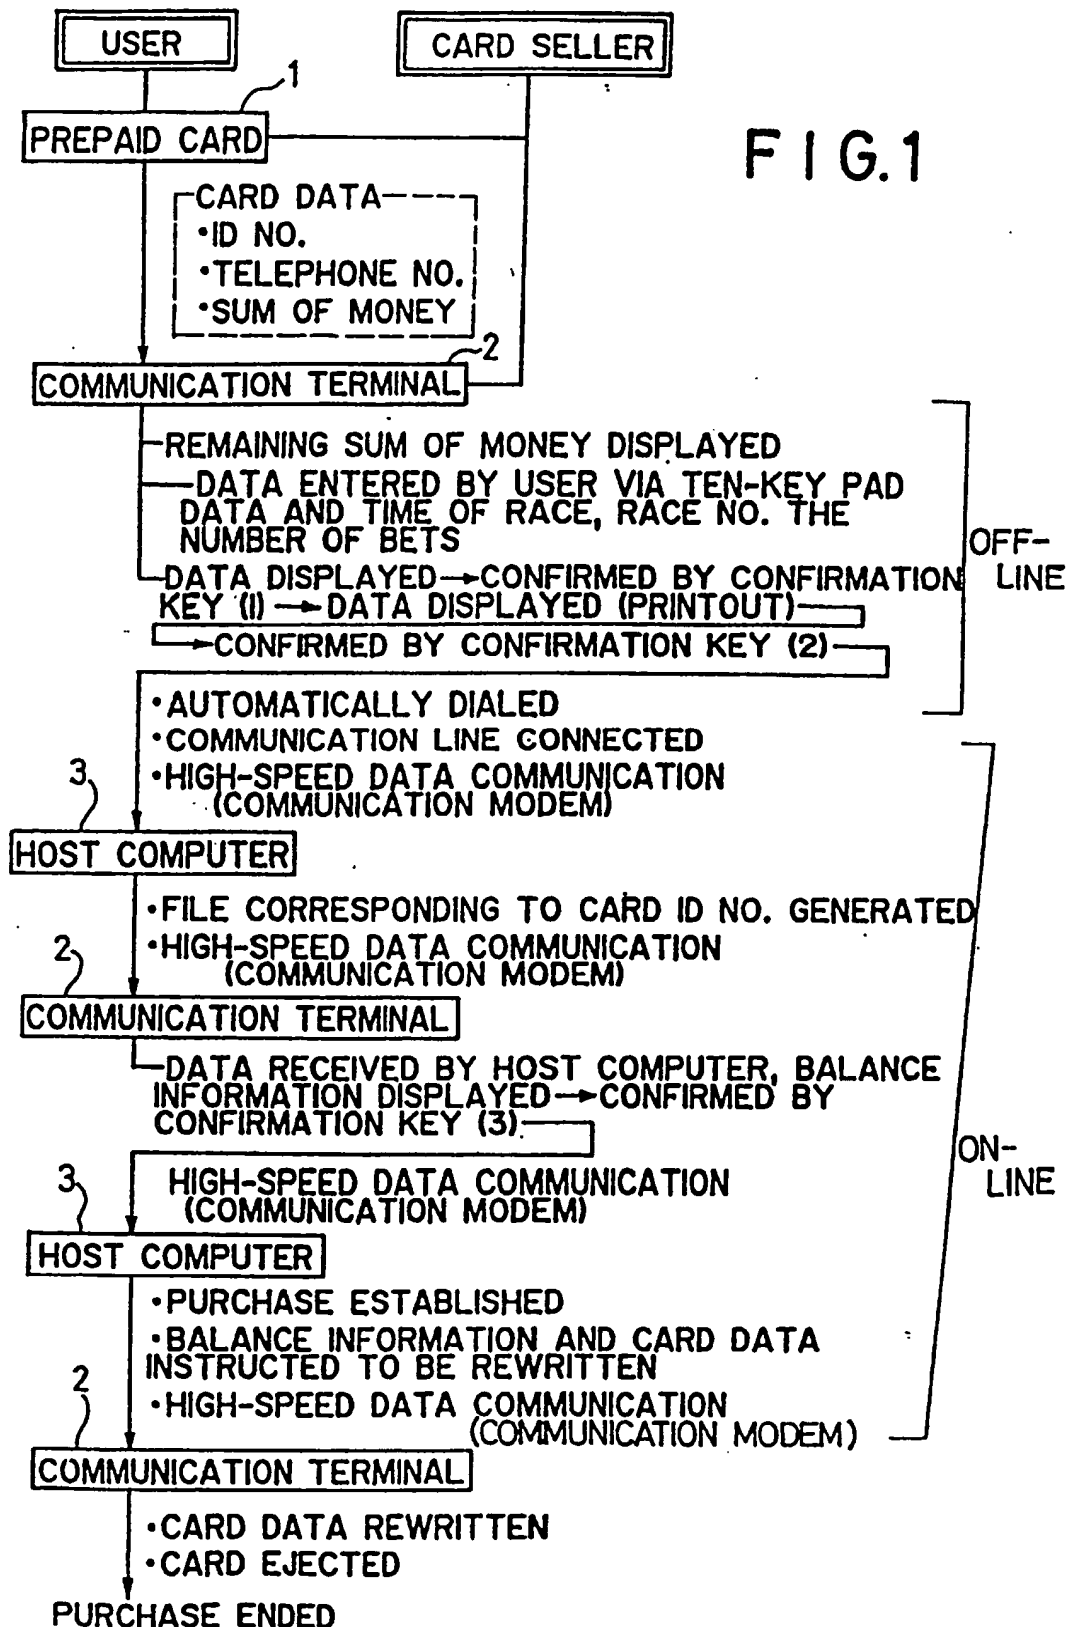 USER
CARD SELLER
1
PREPAID CARD
FIG.1
CARD DATA
•ID NO.
•TELEPHONE NO.
•SUM OF MONEY
2
COMMUNICATION TERMINAL
REMAINING SUM OF MONEY DISPLAYED
DATA ENTERED BY USER VIA TEN-KEY PAD
DATA AND TIME OF RACE, RACE NO. THE
NUMBER OF BETS
OFF-
LINE
DATA DISPLAYED→CONFIRMED BY CONFIRMATION
KEY (1)→DATA DISPLAYED (PRINTOUT)
→CONFIRMED BY CONFIRMATION KEY (2)
•AUTOMATICALLY DIALED
•COMMUNICATION LINE CONNECTED
•HIGH-SPEED DATA COMMUNICATION
(COMMUNICATION MODEM)
3
HOST COMPUTER
•FILE CORRESPONDING TO CARD ID NO. GENERATED
•HIGH-SPEED DATA COMMUNICATION
(COMMUNICATION MODEM)
2
COMMUNICATION TERMINAL
DATA RECEIVED BY HOST COMPUTER, BALANCE
INFORMATION DISPLAYED→CONFIRMED BY
CONFIRMATION KEY (3)
ON-
LINE
HIGH-SPEED DATA COMMUNICATION
(COMMUNICATION MODEM)
3
HOST COMPUTER
•PURCHASE ESTABLISHED
•BALANCE INFORMATION AND CARD DATA
INSTRUCTED TO BE REWRITTEN
•HIGH-SPEED DATA COMMUNICATION
(COMMUNICATION MODEM)
2
COMMUNICATION TERMINAL
•CARD DATA REWRITTEN
•CARD EJECTED
PURCHASE ENDED